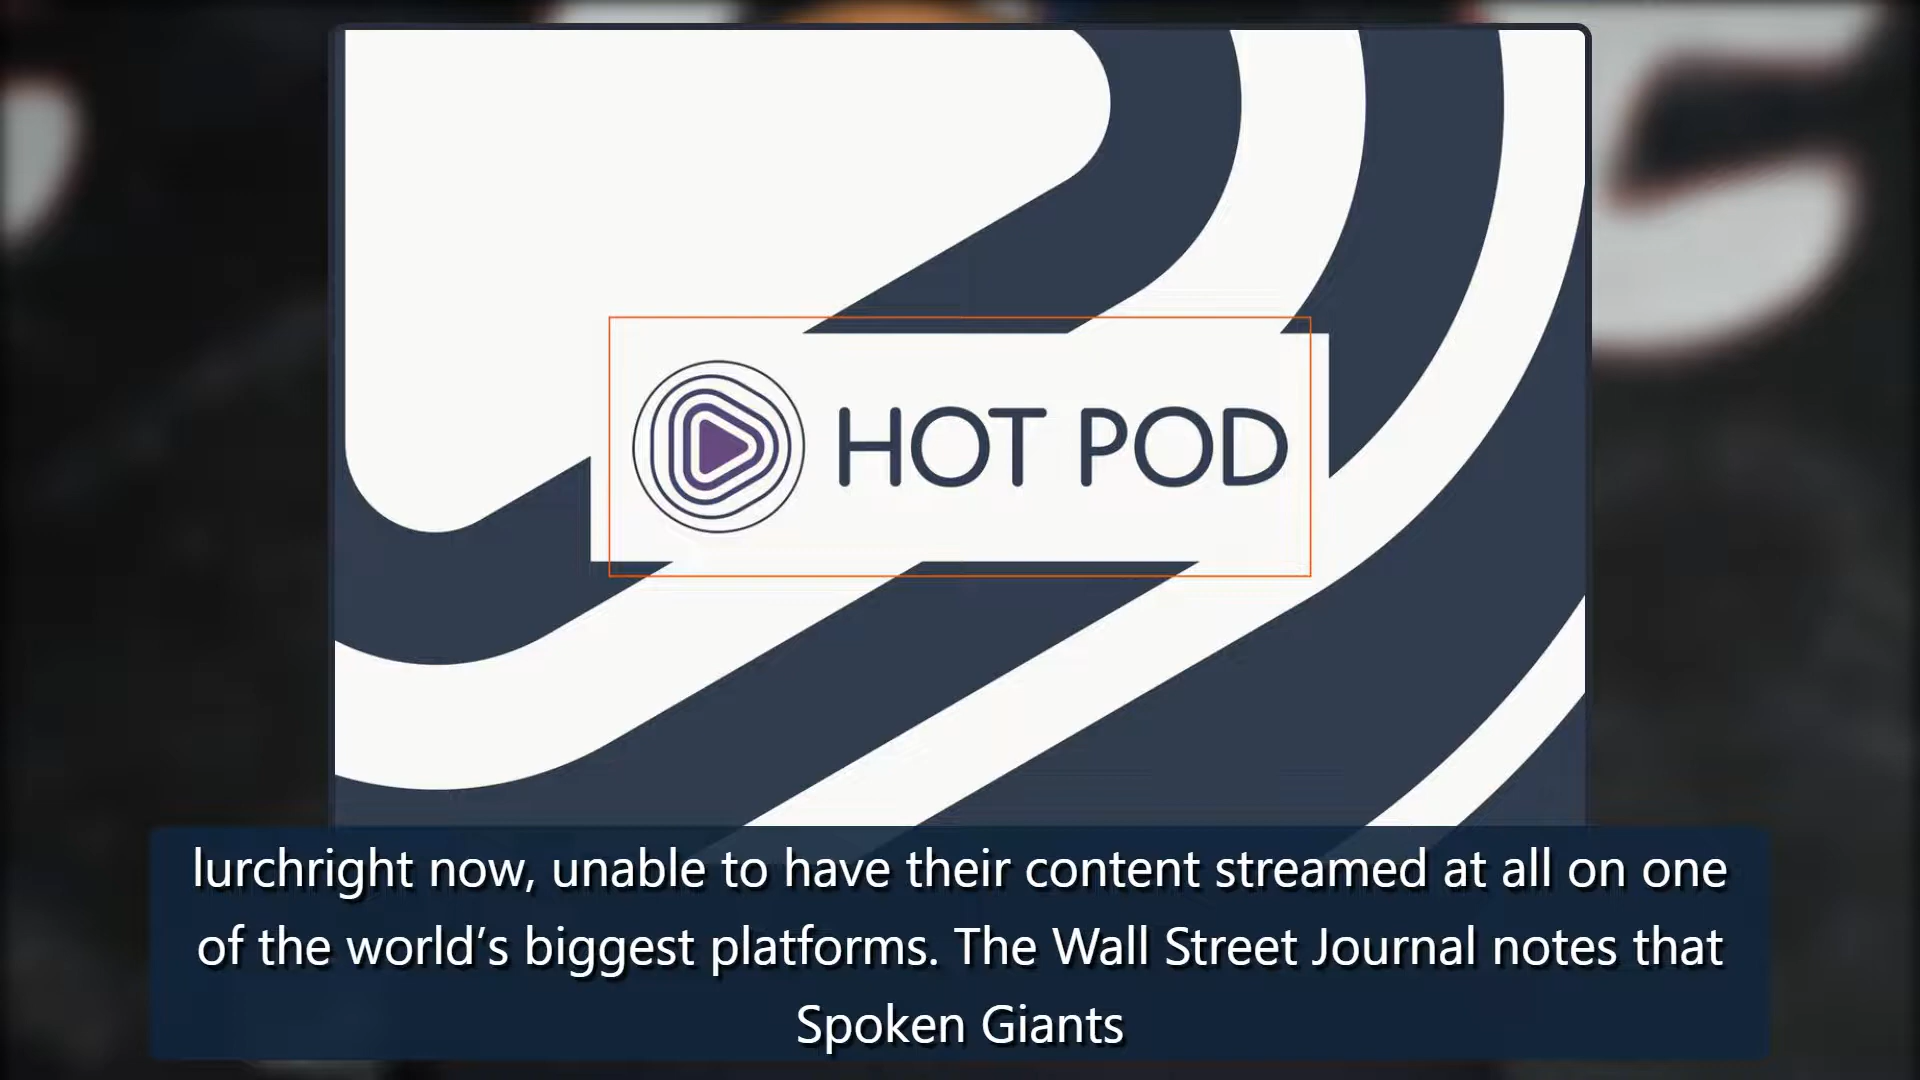 HOT POD
lurchright now, unable to have their content streamed at all on one
of the world’s biggest platforms. The Wall Street Journal notes that
Spoken Giants